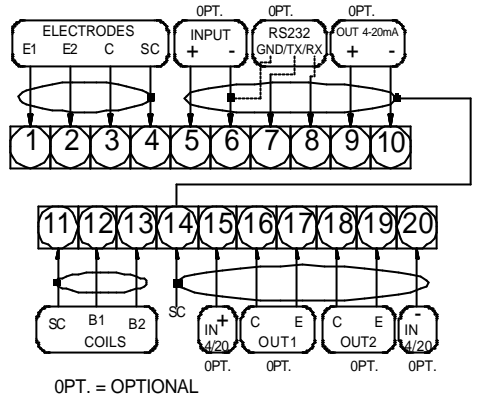 0PT. 0PT. 0PT.
ELECTRODES INPUT RS232 OUT 4-20mA
E1 E2 C SC + - GND/TX/RX + -
1 2 3 4 5 6 7 8 9 10
11 12 13 14 15 16 17 18 19 20
SC B1 B2 SC + C E C E -
IN IN
COILS 4/20 OUT1 OUT2 4/20
0PT. 0PT. 0PT. 0PT.
0PT. = OPTIONAL